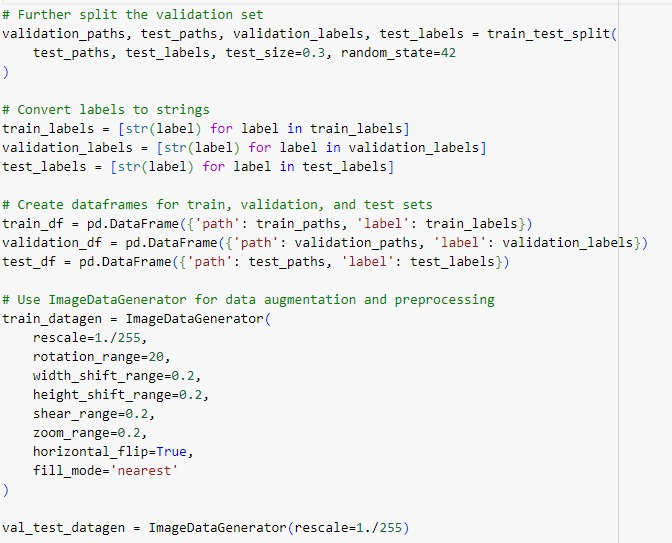 # Further split the validation set
validation_paths, test_paths, validation_labels, test_labels = train_test_split(
    test_paths, test_labels, test_size=0.3, random_state=42
)

# Convert labels to strings
train_labels = [str(label) for label in train_labels]
validation_labels = [str(label) for label in validation_labels]
test_labels = [str(label) for label in test_labels]

# Create dataframes for train, validation, and test sets
train_df = pd.DataFrame({'path': train_paths, 'label': train_labels})
validation_df = pd.DataFrame({'path': validation_paths, 'label': validation_labels})
test_df = pd.DataFrame({'path': test_paths, 'label': test_labels})

# Use ImageDataGenerator for data augmentation and preprocessing
train_datagen = ImageDataGenerator(
    rescale=1./255,
    rotation_range=20,
    width_shift_range=0.2,
    height_shift_range=0.2,
    shear_range=0.2,
    zoom_range=0.2,
    horizontal_flip=True,
    fill_mode='nearest'
)

val_test_datagen = ImageDataGenerator(rescale=1./255)